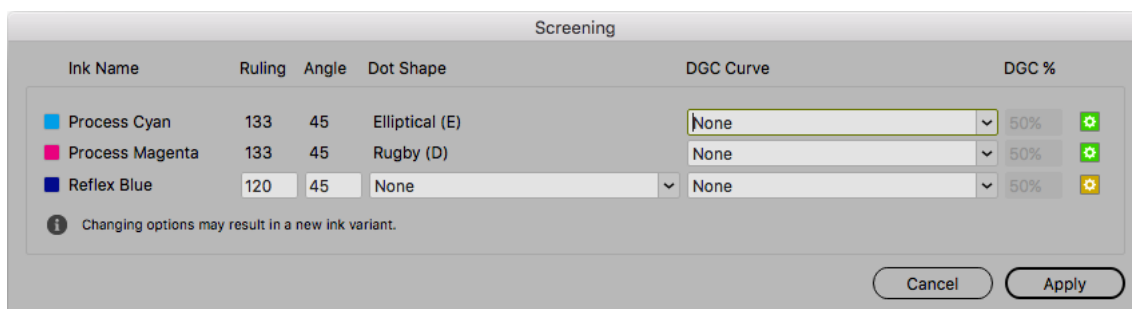 Screening
Ink Name Ruling Angle Dot Shape DGC Curve DGC %
Process Cyan 133 45 Elliptical (E) None 50%
Process Magenta 133 45 Rugby (D) None 50%
Reflex Blue 120 45 None None 50%
Changing options may result in a new ink variant.
Cancel Apply